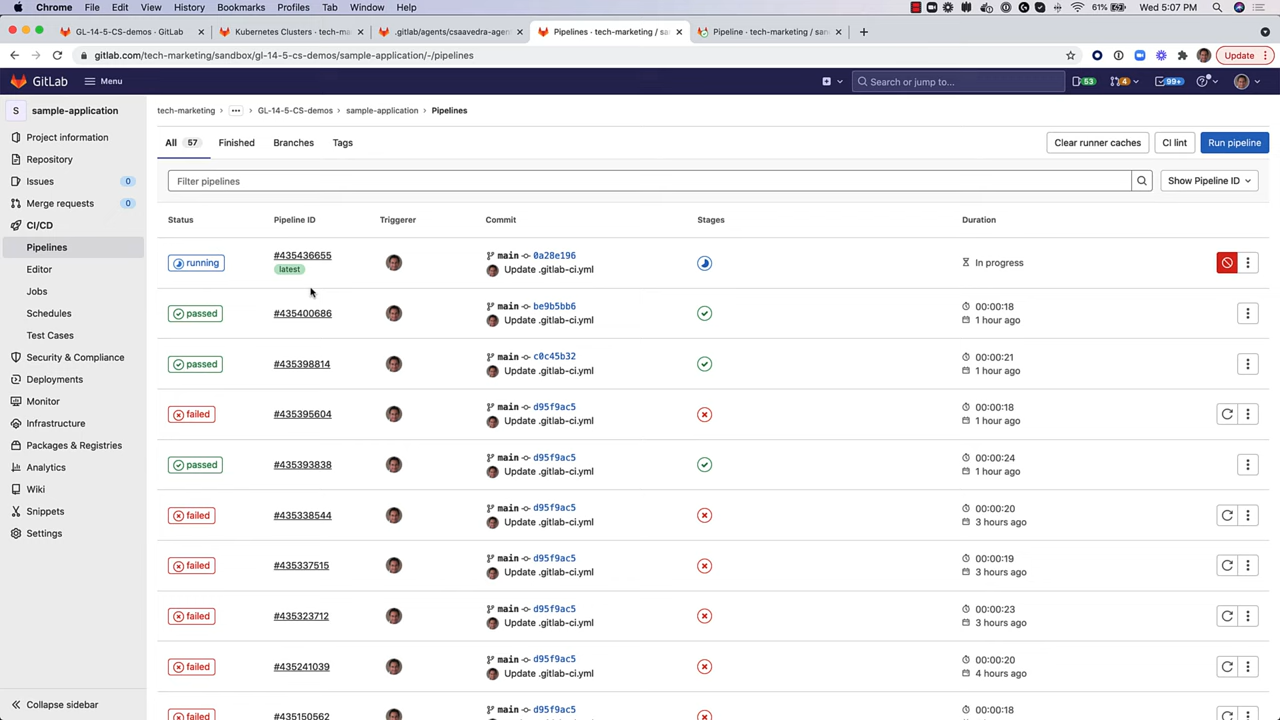 Chrome File Edit View History Bookmarks Profiles Tab Window Help 61% Wed 5:07 PM
GL-14-5-CS-demos · GitLab
Kubernetes Clusters · tech-ma
.gitlab/agents/csaavedra-agen
Pipelines · tech-marketing / sa
Pipeline · tech-marketing / san
gitlab.com/tech-marketing/sandbox/gl-14-5-cs-demos/sample-application/-/pipelines
Update
GitLab Menu Search or jump to... 53 4 99+
S sample-application
Project information
Repository
Issues 0
Merge requests 0
CI/CD
Pipelines
Editor
Jobs
Schedules
Test Cases
Security & Compliance
Deployments
Monitor
Infrastructure
Packages & Registries
Analytics
Wiki
Snippets
Settings
Collapse sidebar
tech-marketing › ... › GL-14-5-CS-demos › sample-application › Pipelines
All 57 Finished Branches Tags
Clear runner caches CI lint Run pipeline
Filter pipelines Show Pipeline ID
Status Pipeline ID Triggerer Commit Stages Duration
running #435436655 main 0a28e196 In progress
latest Update .gitlab-ci.yml
passed #435400686 main be9b5bb6 00:00:18
Update .gitlab-ci.yml 1 hour ago
passed #435398814 main c0c45b32 00:00:21
Update .gitlab-ci.yml 1 hour ago
failed #435395604 main d95f9ac5 00:00:18
Update .gitlab-ci.yml 1 hour ago
passed #435393838 main d95f9ac5 00:00:24
Update .gitlab-ci.yml 1 hour ago
failed #435338544 main d95f9ac5 00:00:20
Update .gitlab-ci.yml 3 hours ago
failed #435337515 main d95f9ac5 00:00:19
Update .gitlab-ci.yml 3 hours ago
failed #435323712 main d95f9ac5 00:00:23
Update .gitlab-ci.yml 3 hours ago
failed #435241039 main d95f9ac5 00:00:20
Update .gitlab-ci.yml 4 hours ago
failed #435150562 main d95f9ac5 00:00:18